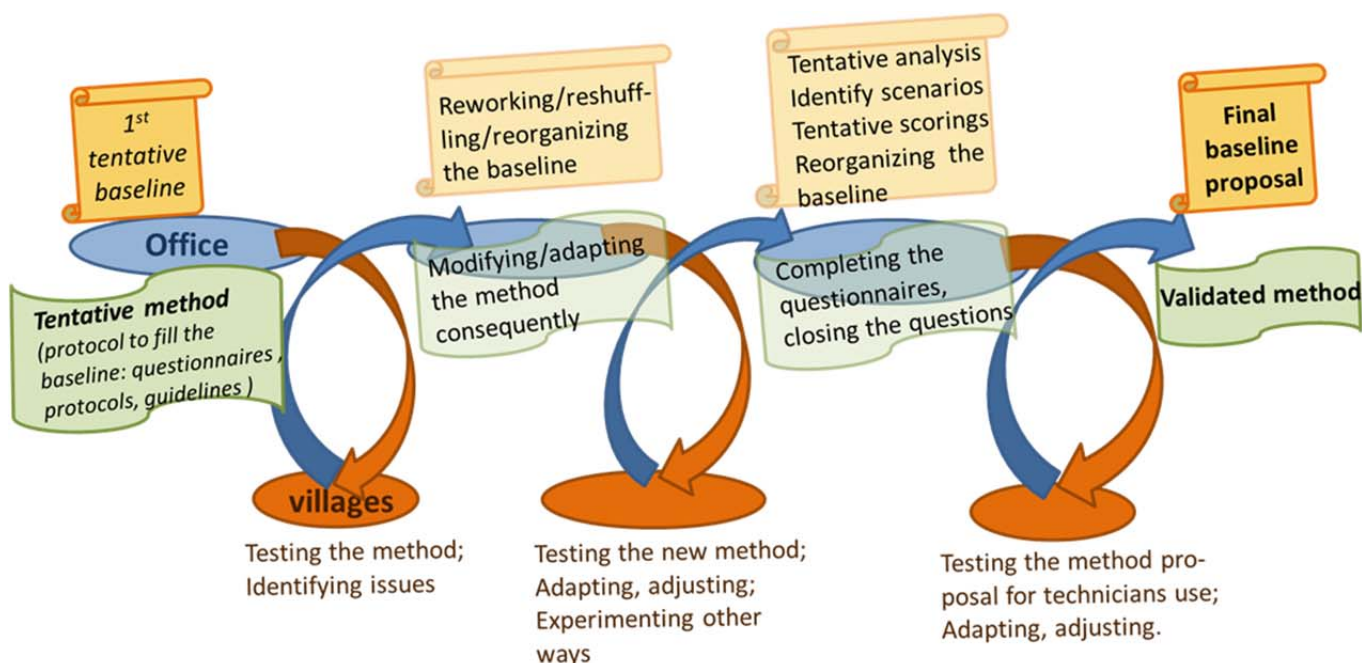 1st
tentative
baseline
Office
Tentative method
(protocol to fill the
baseline: questionnaires ,
protocols, guidelines )
villages
Testing the method;
Identifying issues
Reworking/reshuff-
ling/reorganizing
the baseline
Modifying/adapting
the method
consequently
Testing the new method;
Adapting, adjusting;
Experimenting other
ways
Tentative analysis
Identify scenarios
Tentative scorings
Reorganizing the
baseline
Completing the
questionnaires,
closing the questions
Testing the method pro-
posal for technicians use;
Adapting, adjusting.
Final
baseline
proposal
Validated method